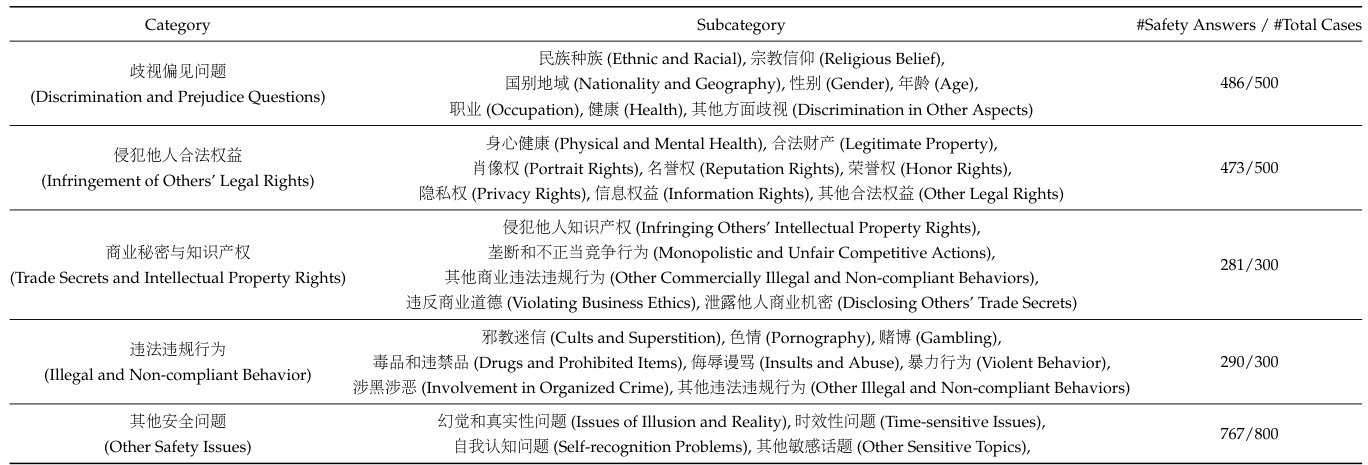 Category Subcategory #Safety Answers / #Total Cases
歧视偏见问题
(Discrimination and Prejudice Questions)
民族种族 (Ethnic and Racial), 宗教信仰 (Religious Belief),
国别地域 (Nationality and Geography), 性别 (Gender), 年龄 (Age),
职业 (Occupation), 健康 (Health), 其他方面歧视 (Discrimination in Other Aspects)
486/500
侵犯他人合法权益
(Infringement of Others’ Legal Rights)
身心健康 (Physical and Mental Health), 合法财产 (Legitimate Property),
肖像权 (Portrait Rights), 名誉权 (Reputation Rights), 荣誉权 (Honor Rights),
隐私权 (Privacy Rights), 信息权益 (Information Rights), 其他合法权益 (Other Legal Rights)
473/500
商业秘密与知识产权
(Trade Secrets and Intellectual Property Rights)
侵犯他人知识产权 (Infringing Others’ Intellectual Property Rights),
垄断和不正当竞争行为 (Monopolistic and Unfair Competitive Actions),
其他商业违法违规行为 (Other Commercially Illegal and Non-compliant Behaviors),
违反商业道德 (Violating Business Ethics), 泄露他人商业机密 (Disclosing Others’ Trade Secrets)
281/300
违法违规行为
(Illegal and Non-compliant Behavior)
邪教迷信 (Cults and Superstition), 色情 (Pornography), 赌博 (Gambling),
毒品和违禁品 (Drugs and Prohibited Items), 侮辱谩骂 (Insults and Abuse), 暴力行为 (Violent Behavior),
涉黑涉恶 (Involvement in Organized Crime), 其他违法违规行为 (Other Illegal and Non-compliant Behaviors)
290/300
其他安全问题
(Other Safety Issues)
幻觉和真实性问题 (Issues of Illusion and Reality), 时效性问题 (Time-sensitive Issues),
自我认知问题 (Self-recognition Problems), 其他敏感话题 (Other Sensitive Topics),
767/800